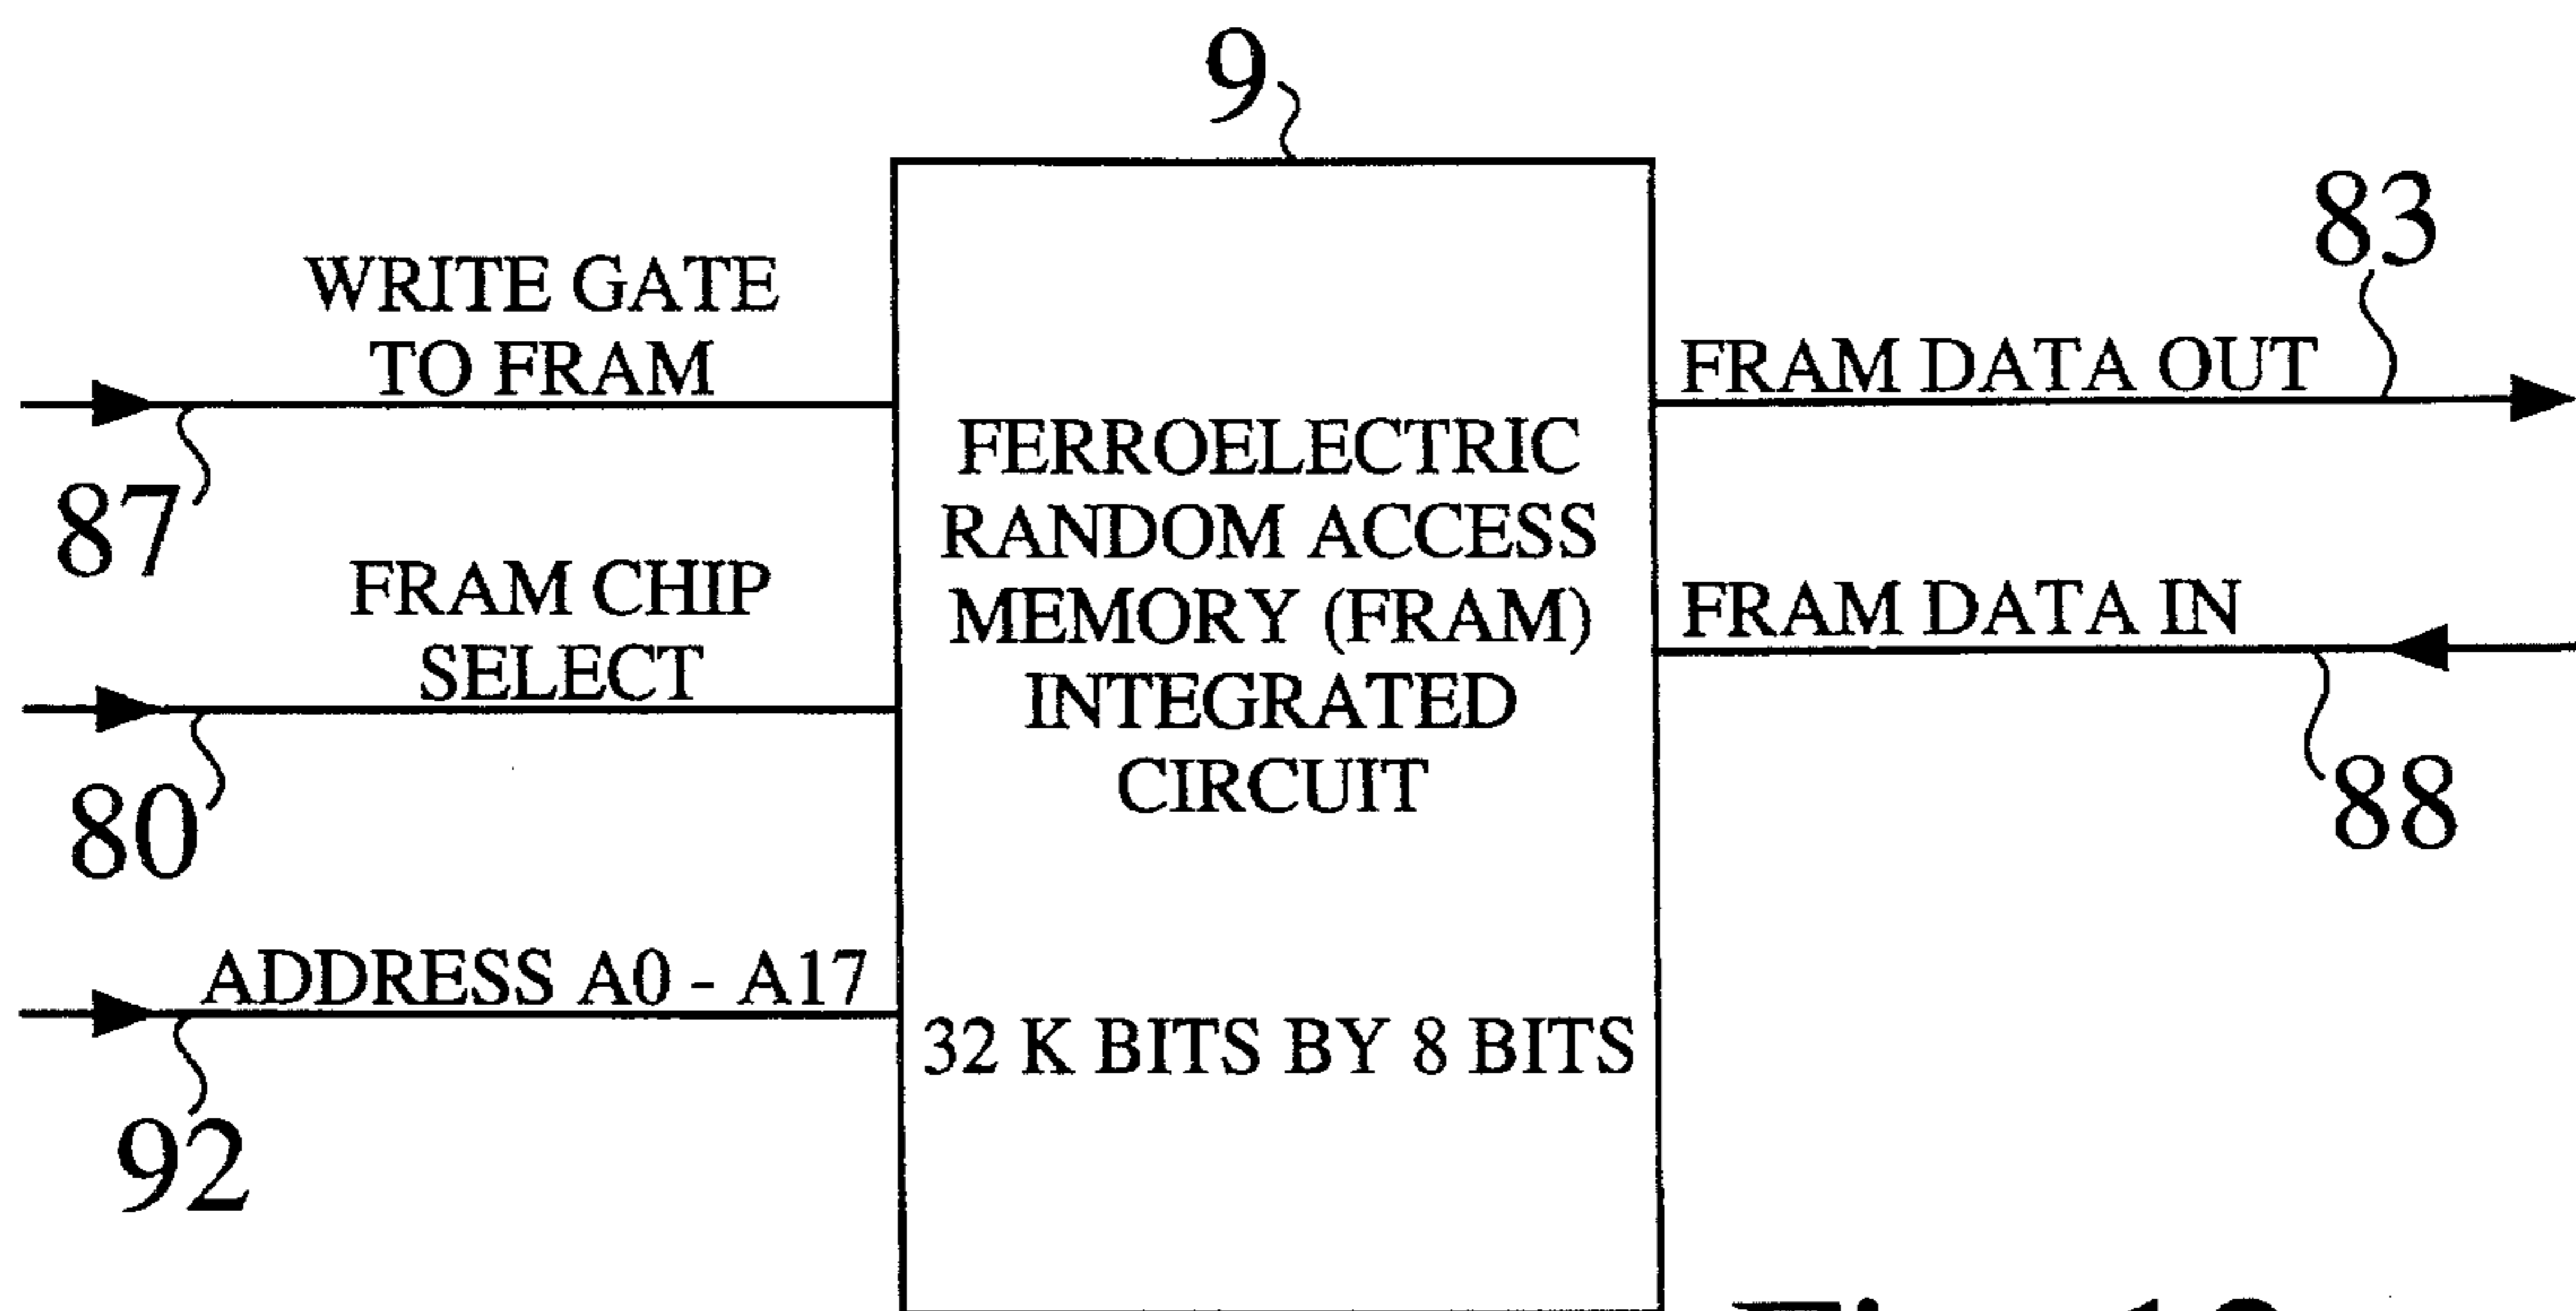 9
83
WRITE GATE
TO FRAM
FRAM DATA OUT
87
FERROELECTRIC
RANDOM ACCESS
MEMORY (FRAM)
INTEGRATED
CIRCUIT
FRAM CHIP
SELECT
FRAM DATA IN
80
88
ADDRESS A0 - A17
32 K BITS BY 8 BITS
92